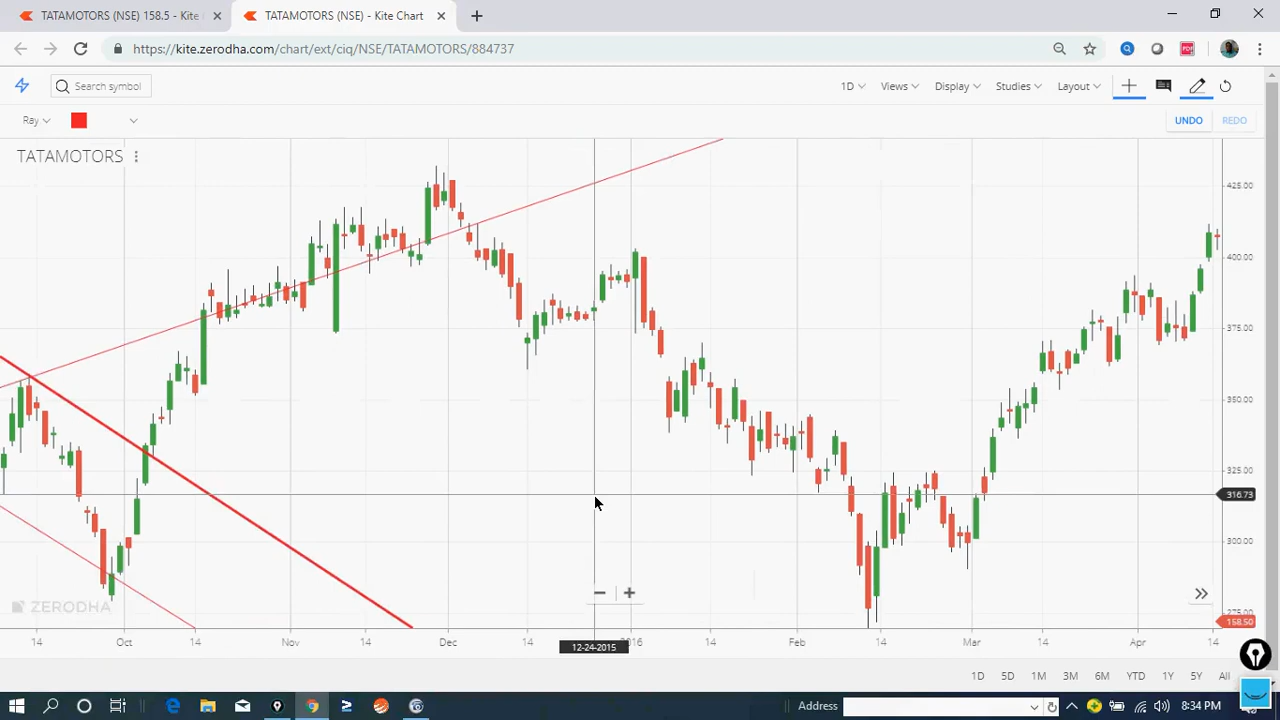 TATAMOTORS (NSE) 158.5 - Kite
TATAMOTORS (NSE) - Kite Chart
https://kite.zerodha.com/chart/ext/ciq/NSE/TATAMOTORS/884737
PDF
Search symbol
1D Views Display Studies Layout
Ray
UNDO REDO
TATAMOTORS
425.00
400.00
375.00
350.00
325.00
316.73
300.00
275.00
158.50
ZERODHA
14 Oct 14 Nov 14 Dec 14 2016 14 Feb 14 Mar 14 Apr 14
12-24-2015
1D 5D 1M 3M 6M YTD 1Y 5Y All
Address
8:34 PM